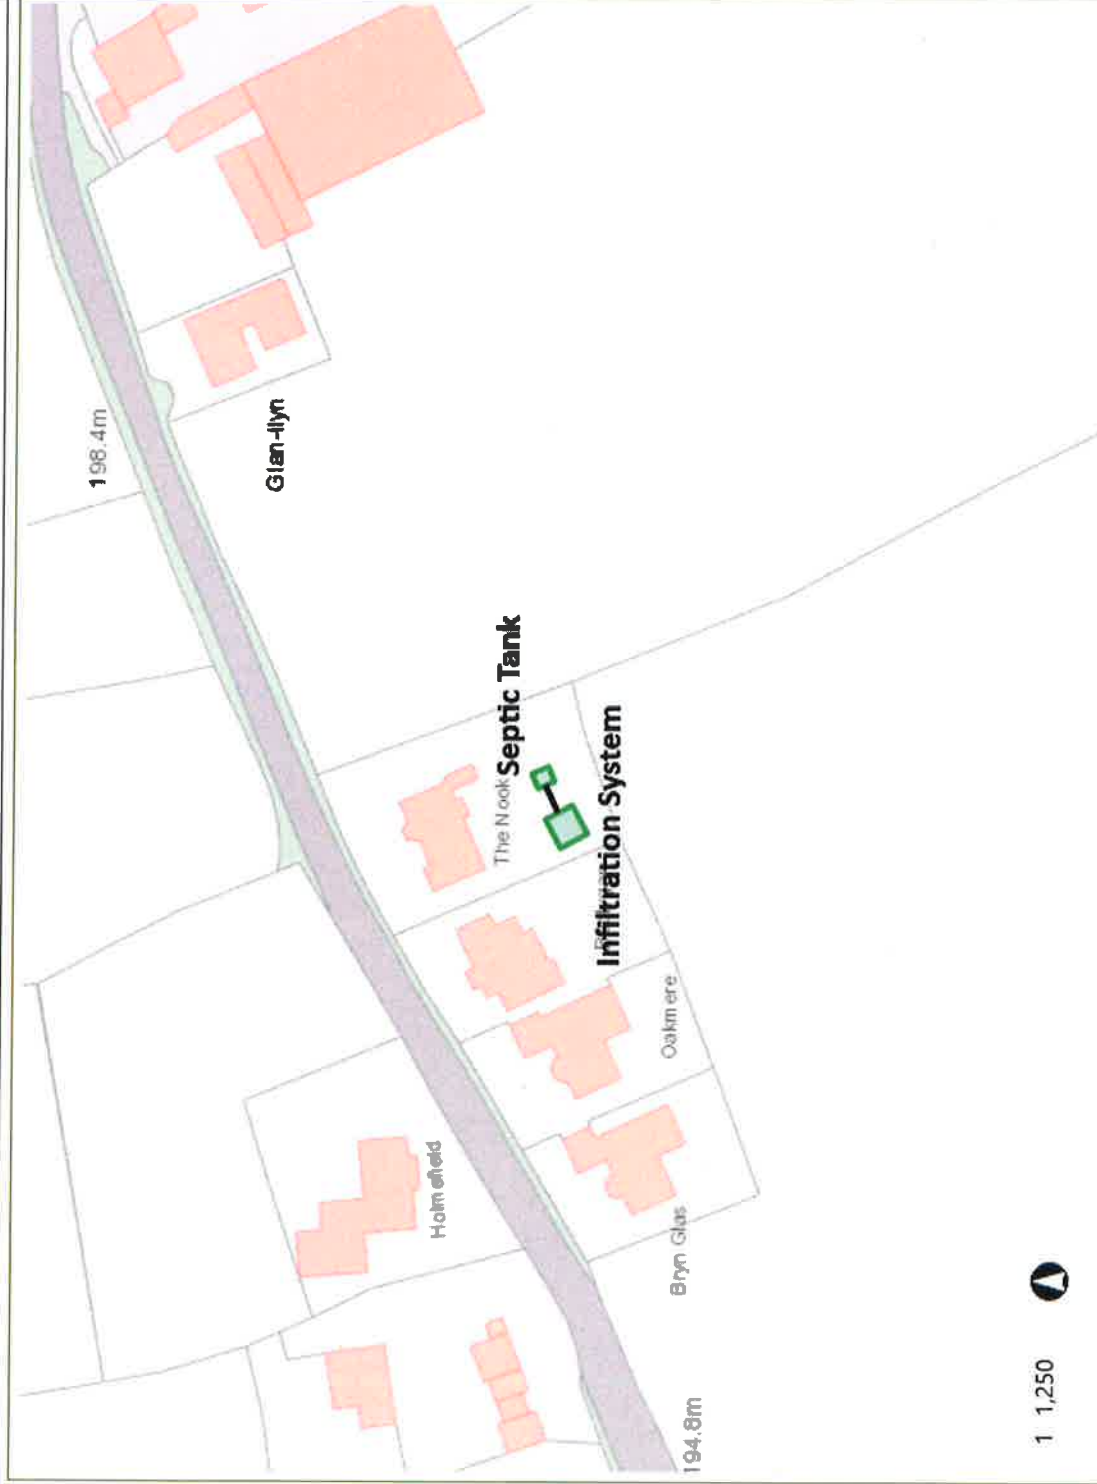 198.4m
Glan-llyn
Holmefield
The Nook
Septic Tank
Infiltration System
Oakmere
Bryn Glas
194.8m
1 1,250